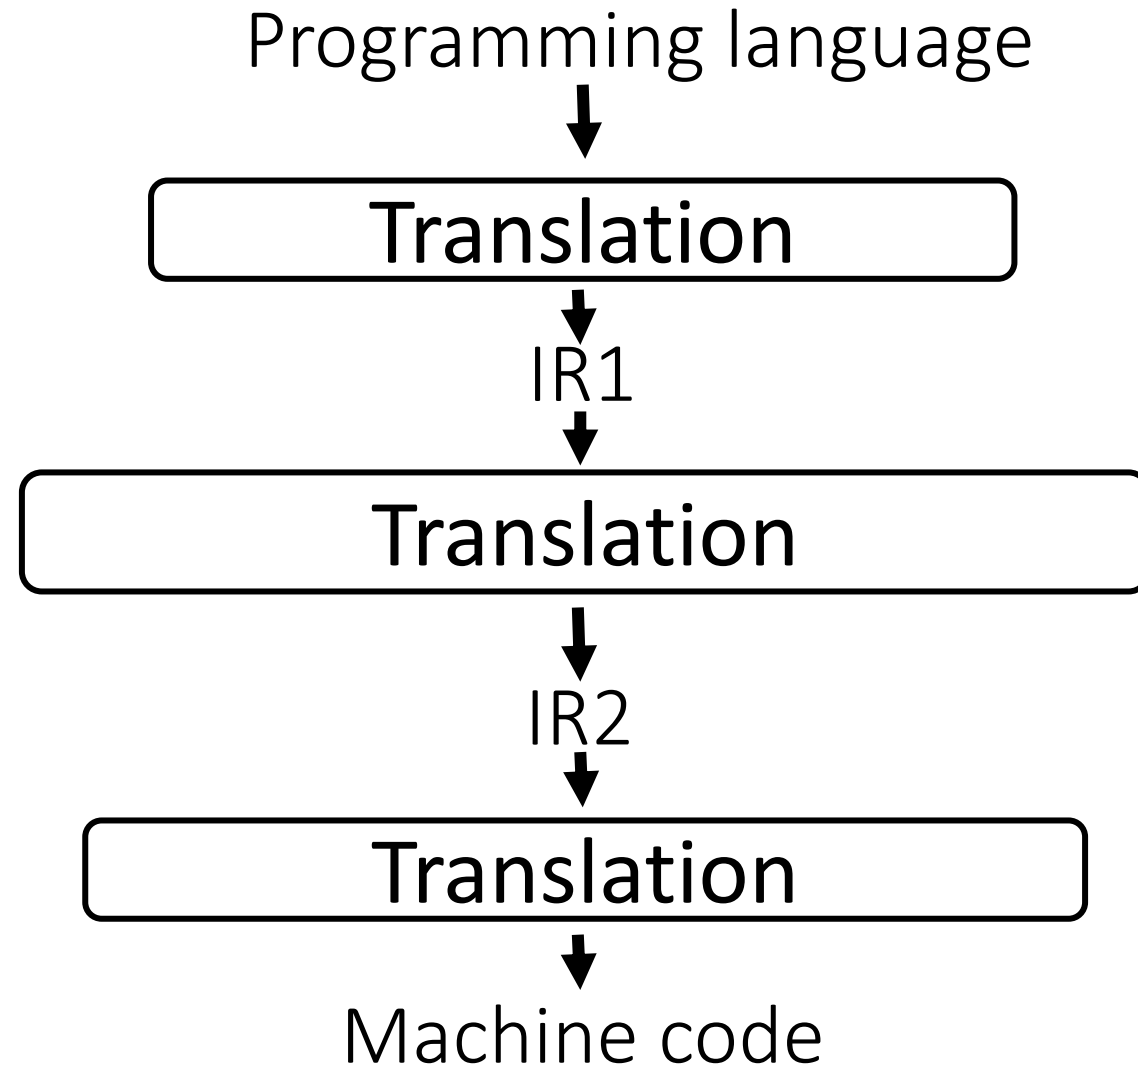 Programming language
Translation
IR1
Translation
IR2
Translation
Machine code